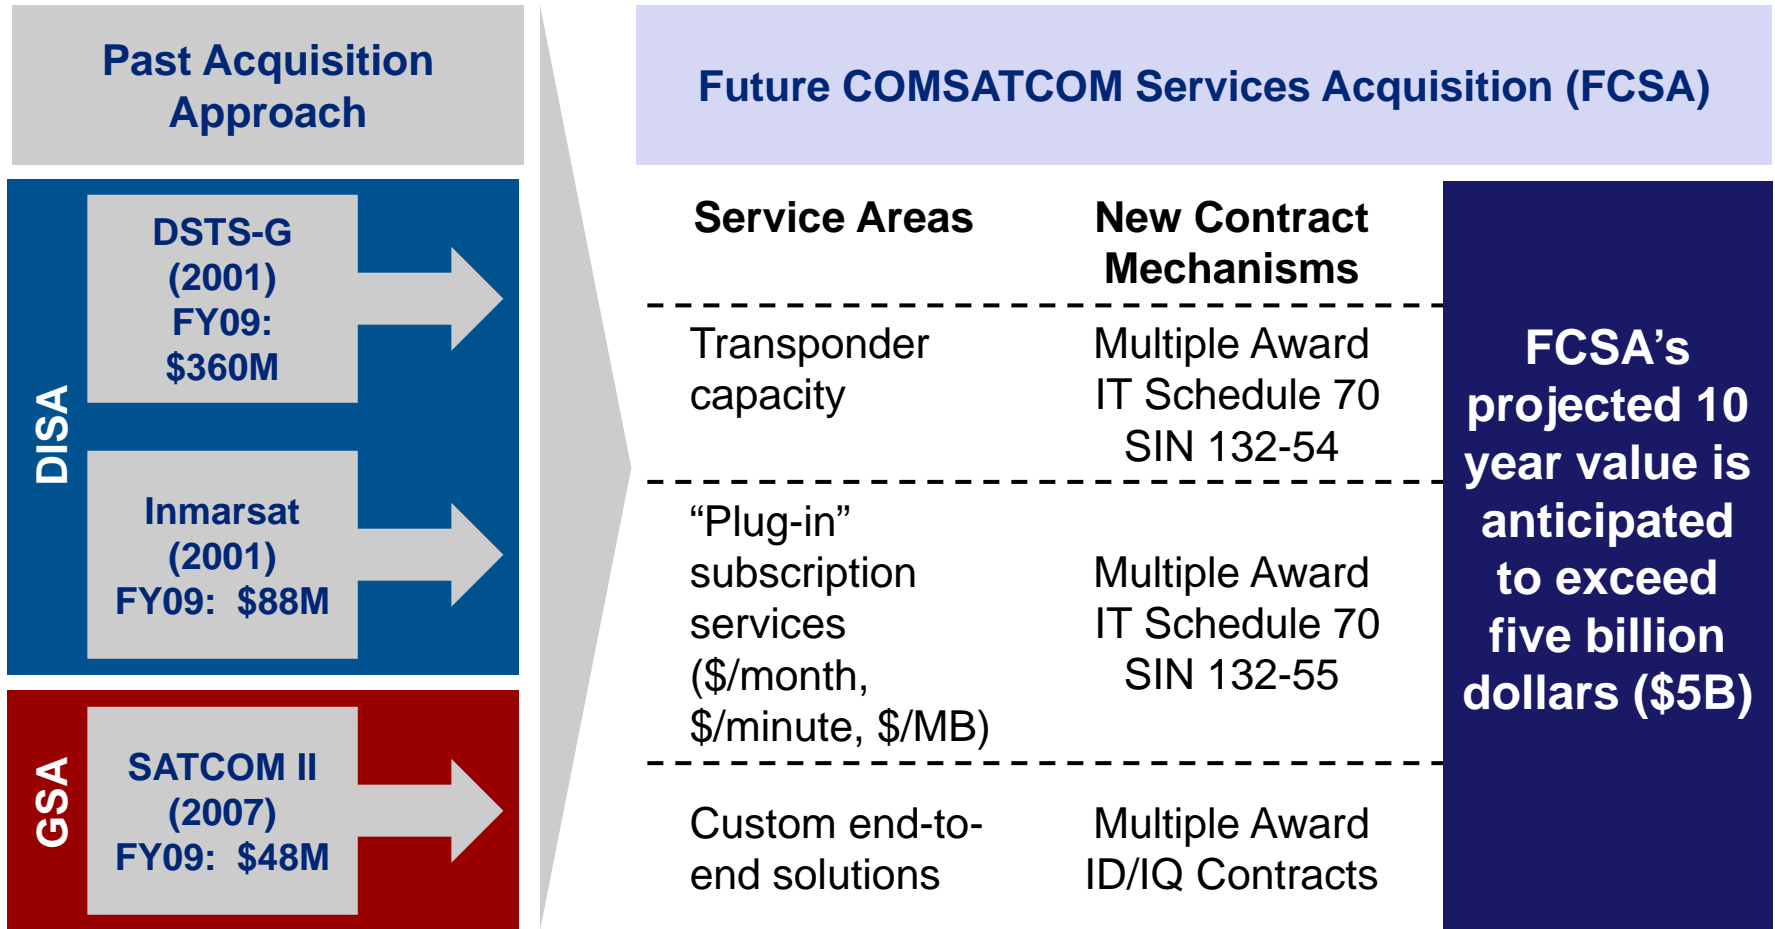 Past Acquisition
Approach
DISA
DSTS-G
(2001)
FY09:
$360M
Inmarsat
(2001)
FY09:  $88M
GSA
SATCOM II
(2007)
FY09:  $48M
Future COMSATCOM Services Acquisition (FCSA)
Service Areas
New Contract
Mechanisms
Transponder
capacity
Multiple Award
IT Schedule 70
SIN 132-54
“Plug-in”
subscription
services
($/month,
$/minute, $/MB)
Multiple Award
IT Schedule 70
SIN 132-55
Custom end-to-
end solutions
Multiple Award
ID/IQ Contracts
FCSA’s
projected 10
year value is
anticipated
to exceed
five billion
dollars ($5B)